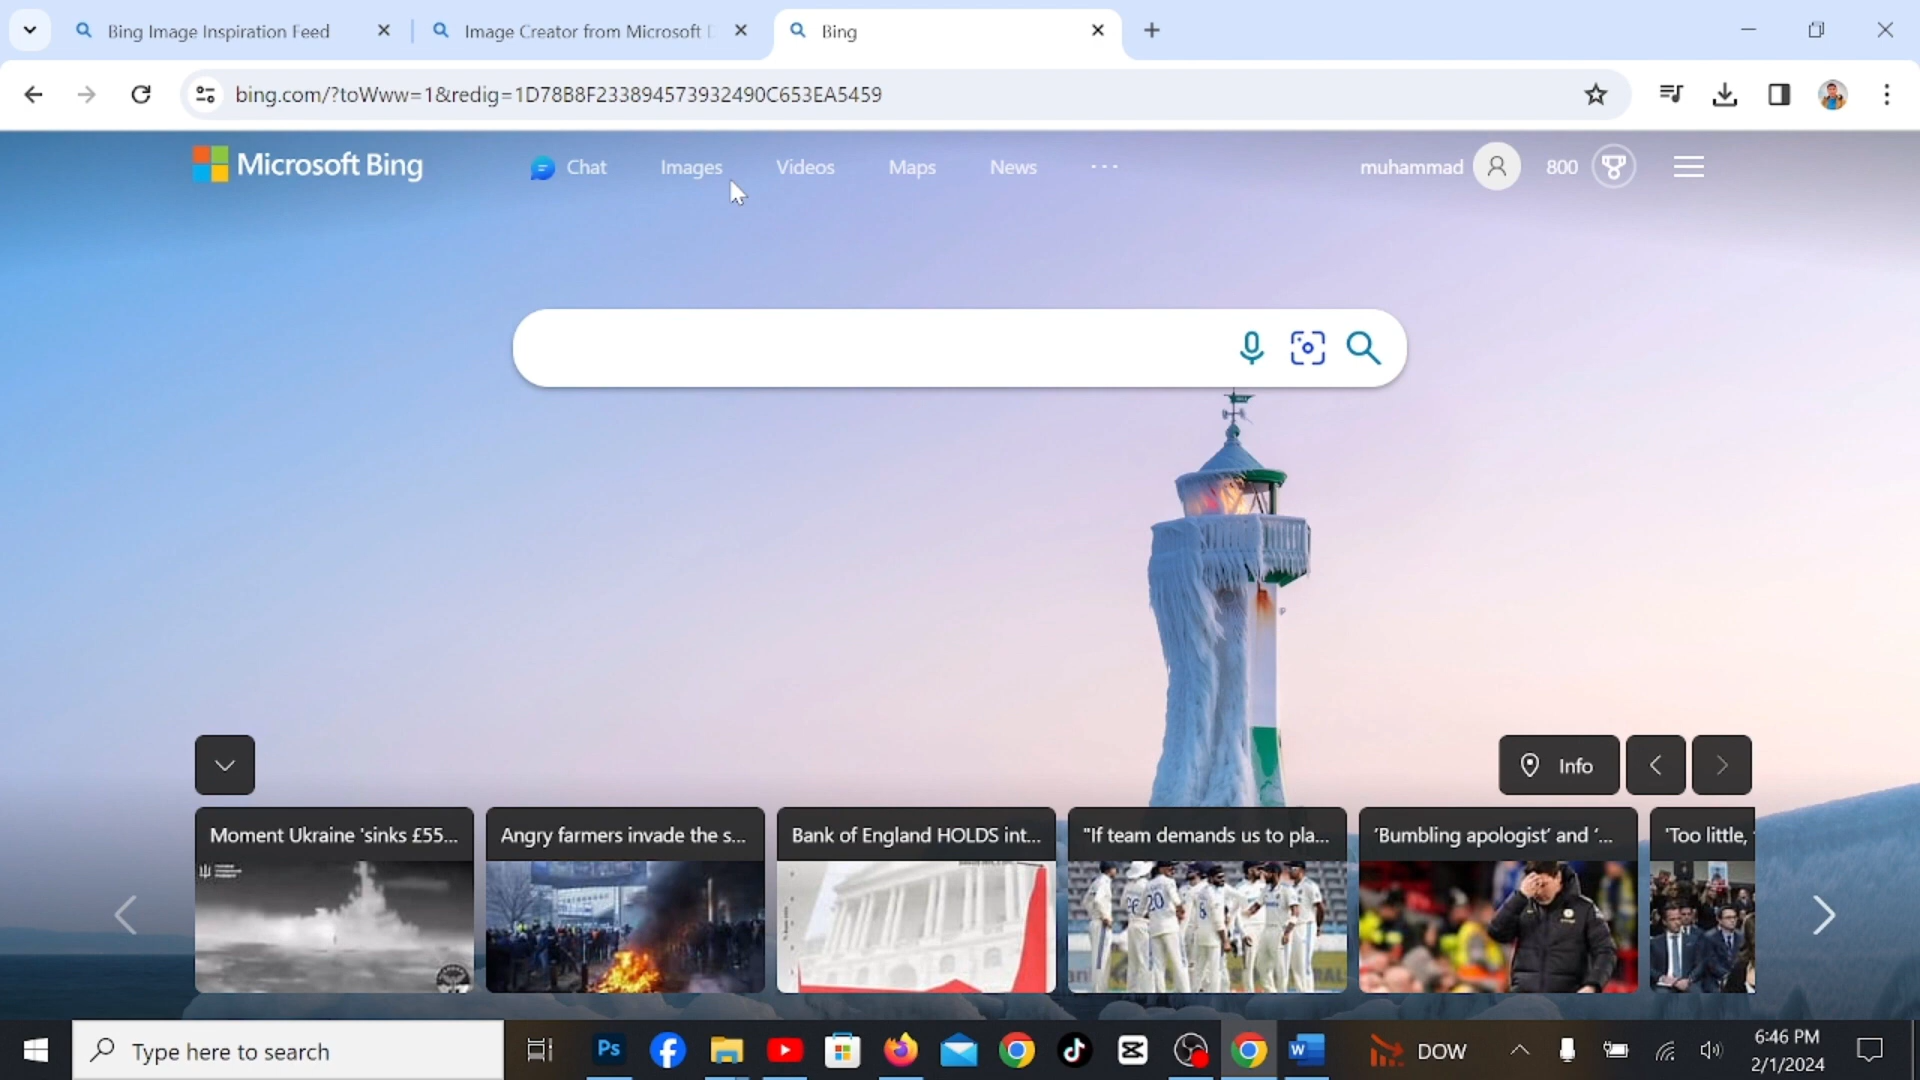 Bing Image Inspiration Feed
Image Creator from Microsoft
Bing
bing.com/?toWww=1&redig=1D78B8F233894573932490C653EA5459
Microsoft Bing
Chat
Images
Videos
Maps
News
muhammad
800
Info
Moment Ukraine 'sinks £55...
Angry farmers invade the s...
Bank of England HOLDS int...
"If team demands us to pla...
'Bumbling apologist' and '...
'Too little,
Type here to search
Ps
DOW
6:46 PM
2/1/2024